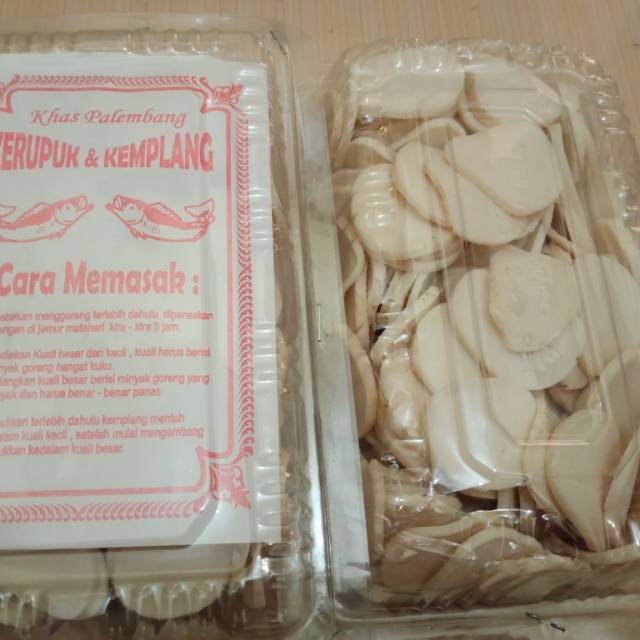 Khas Palembang
KERUPUK & KEMPLANG
Cara Memasak :
sebelum menggoreng terlebih dahulu dipanaskan
dengan di jemur matahari kira - kira 3 jam.
Kuali besar dan kecil , kuali harus berisi
minyak goreng hangat kuku.
kuali besar berisi minyak goreng yang
dan harus benar - benar panas
terlebih dahulu kemplang mentah
dalam kuali kecil , setelah mulai mengembang
kedalam kuali besar.